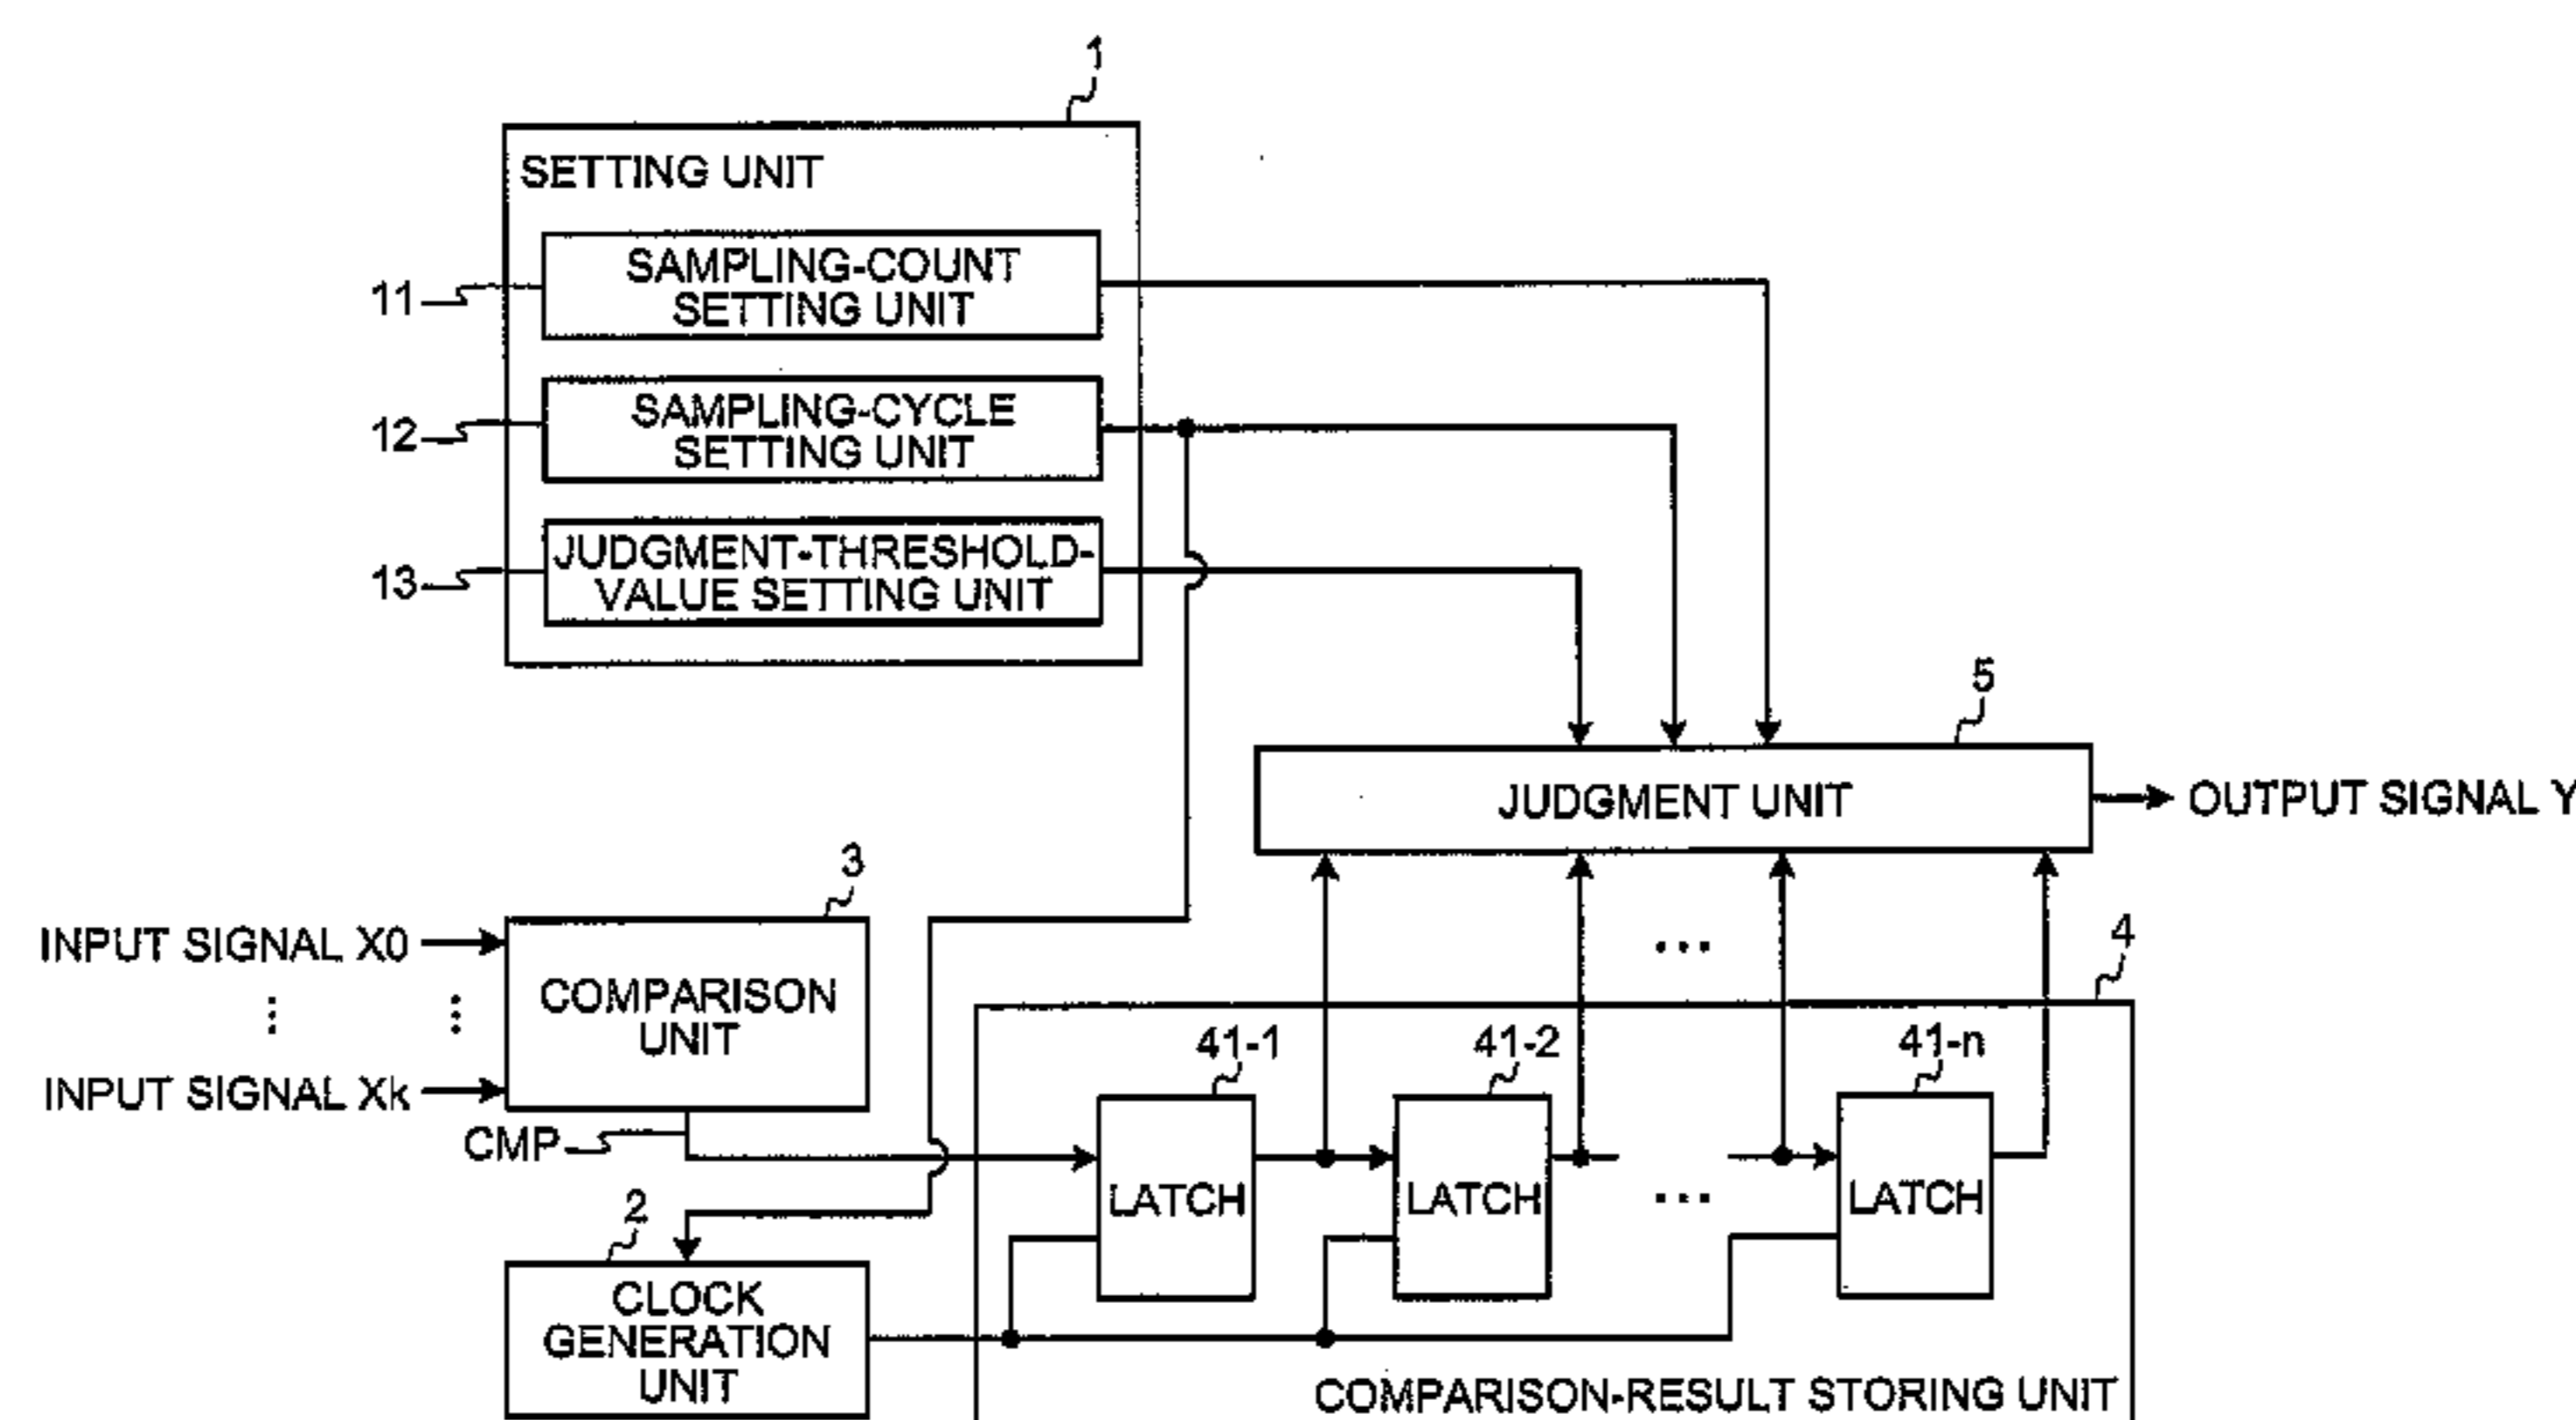 1
SETTING UNIT
SAMPLING-COUNT
SETTING UNIT
11
SAMPLING-CYCLE
SETTING UNIT
12
JUDGMENT-THRESHOLD-
VALUE SETTING UNIT
13
5
JUDGMENT UNIT
OUTPUT SIGNAL Y
3
INPUT SIGNAL X0
COMPARISON
UNIT
INPUT SIGNAL Xk
CMP
4
41-1
41-2
41-n
LATCH
LATCH
LATCH
2
CLOCK
GENERATION
UNIT
COMPARISON-RESULT STORING UNIT